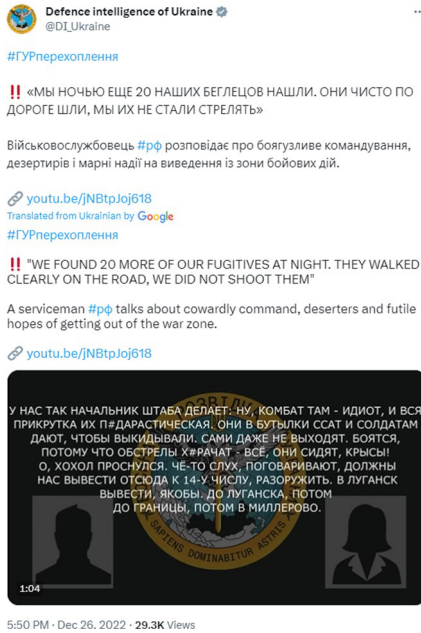 Defence intelligence of Ukraine
@DI_Ukraine
#ГУРперехоплення
‼ «МЫ НОЧЬЮ ЕЩЕ 20 НАШИХ БЕГЛЕЦОВ НАШЛИ. ОНИ ЧИСТО ПО
ДОРОГЕ ШЛИ, МЫ ИХ НЕ СТАЛИ СТРЕЛЯТЬ»
Військовослужбовець #рф розповідає про боягузливе командування,
дезертирів і марні надії на виведення із зони бойових дій.
youtu.be/jNBtpJoj618
Translated from Ukrainian by Google
#ГУРперехоплення
‼ "WE FOUND 20 MORE OF OUR FUGITIVES AT NIGHT. THEY WALKED
CLEARLY ON THE ROAD, WE DID NOT SHOOT THEM"
A serviceman #рф talks about cowardly command, deserters and futile
hopes of getting out of the war zone.
youtu.be/jNBtpJoj618
У НАС ТАК НАЧАЛЬНИК ШТАБА ДЕЛАЕТ: НУ, КОМБАТ ТАМ - ИДИОТ, И ВСЯ
ПРИКРУТКА ИХ П#ДАРАСТИЧЕСКАЯ. ОНИ В БУТЫЛКИ ССАТ И СОЛДАТАМ
ДАЮТ, ЧТОБЫ ВЫКИДЫВАЛИ. САМИ ДАЖЕ НЕ ВЫХОДЯТ. БОЯТСЯ,
ПОТОМУ ЧТО ОБСТРЕЛЫ Х#РАЧАТ - ВСЁ, ОНИ СИДЯТ, КРЫСЫ!
О, ХОХОЛ ПРОСНУЛСЯ. ЧЕ-ТО СЛУХ, ПОГОВАРИВАЮТ, ДОЛЖНЫ
НАС ВЫВЕСТИ ОТСЮДА К 14-У ЧИСЛУ, РАЗОРУЖИТЬ. В ЛУГАНСК
ВЫВЕСТИ, ЯКОБЫ. ДО ЛУГАНСКА, ПОТОМ
ДО ГРАНИЦЫ, ПОТОМ В МИЛЛЕРОВО.
SAPIENS DOMINABITUR ASTRIS
1:04
5:50 PM · Dec 26, 2022 · 29.3K Views